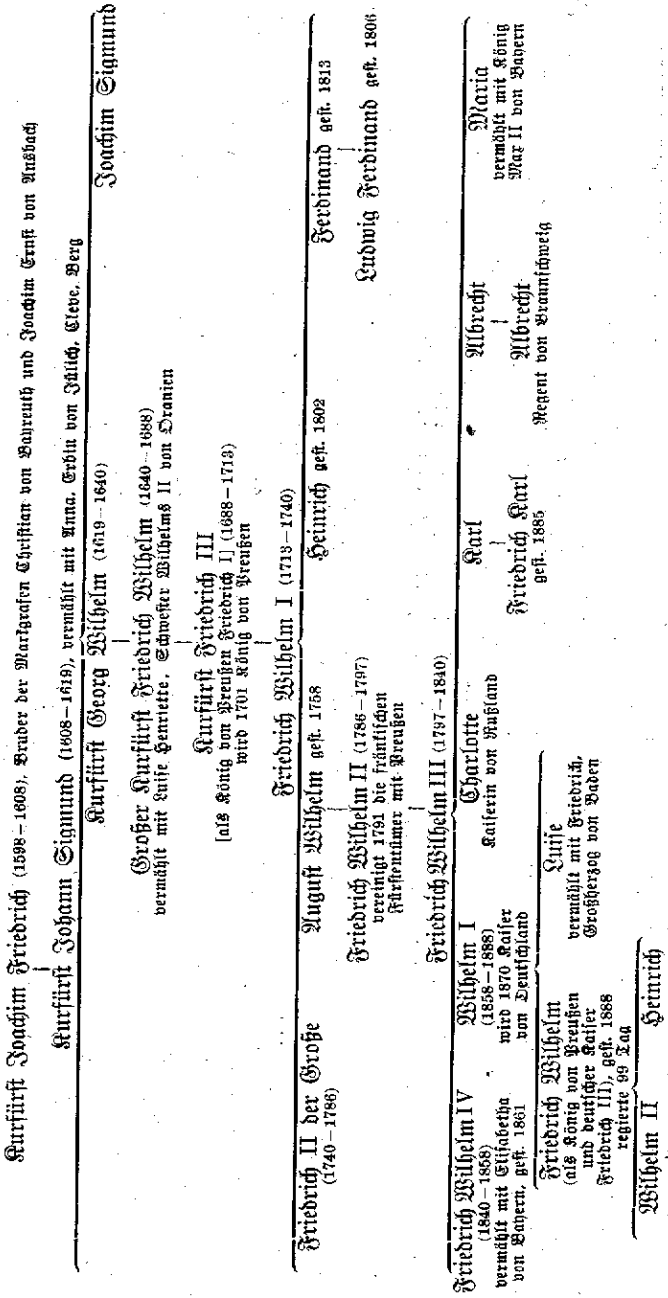 Kurfürst Joachim Friedrich (1598–1608), Bruder der Markgrafen Christian von Bayreuth und Joachim Ernst von Ansbach
Kurfürst Johann Sigmund (1608–1619), vermählt mit Anna, Erbin von Jülich, Cleve, Berg
Kurfürst Georg Wilhelm (1619–1640)
Joachim Sigmund
Großer Kurfürst Friedrich Wilhelm (1640–1688)
vermählt mit Luise Henriette, Schwester Wilhelms II von Oranien
Kurfürst Friedrich III
[als König von Preußen Friedrich I] (1688–1713)
wird 1701 König von Preußen
Friedrich Wilhelm I (1713–1740)
Friedrich II der Große
(1740–1786)
August Wilhelm gest. 1758
Heinrich gest. 1802
Ferdinand gest. 1813
Friedrich Wilhelm II (1786–1797)
vereinigt 1791 die fränkischen
Fürstentümer mit Preußen
Ludwig Ferdinand gest. 1806
Friedrich Wilhelm III (1797–1840)
Friedrich Wilhelm IV
(1840–1858)
vermählt mit Elisabetha
von Bayern, gest. 1861
Wilhelm I
(1858–1888)
wird 1870 Kaiser
von Deutschland
Charlotte
Kaiserin von Rußland
Karl
Friedrich Karl
gest. 1885
Albrecht
Albrecht
Regent von Braunschweig
Maria
vermählt mit König
Max II von Bayern
Friedrich Wilhelm
(als König von Preußen
und deutscher Kaiser
Friedrich III), gest. 1888
regierte 99 Tag
Luise
vermählt mit Friedrich,
Großherzog von Baden
Wilhelm II
Heinrich